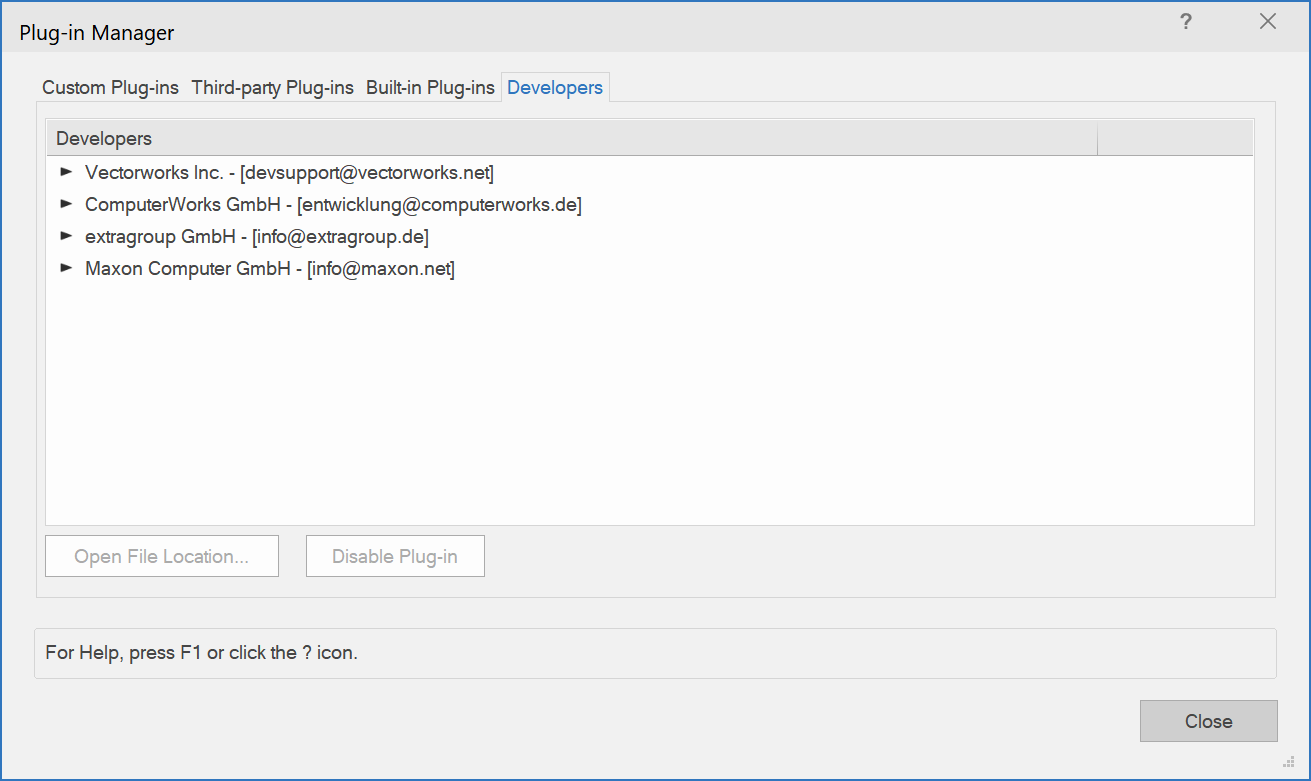 Plug-in Manager
?
Custom Plug-ins Third-party Plug-ins Built-in Plug-ins Developers
Developers
Vectorworks Inc. - [devsupport@vectorworks.net]
ComputerWorks GmbH - [entwicklung@computerworks.de]
extragroup GmbH - [info@extragroup.de]
Maxon Computer GmbH - [info@maxon.net]
Open File Location... Disable Plug-in
For Help, press F1 or click the ? icon.
Close